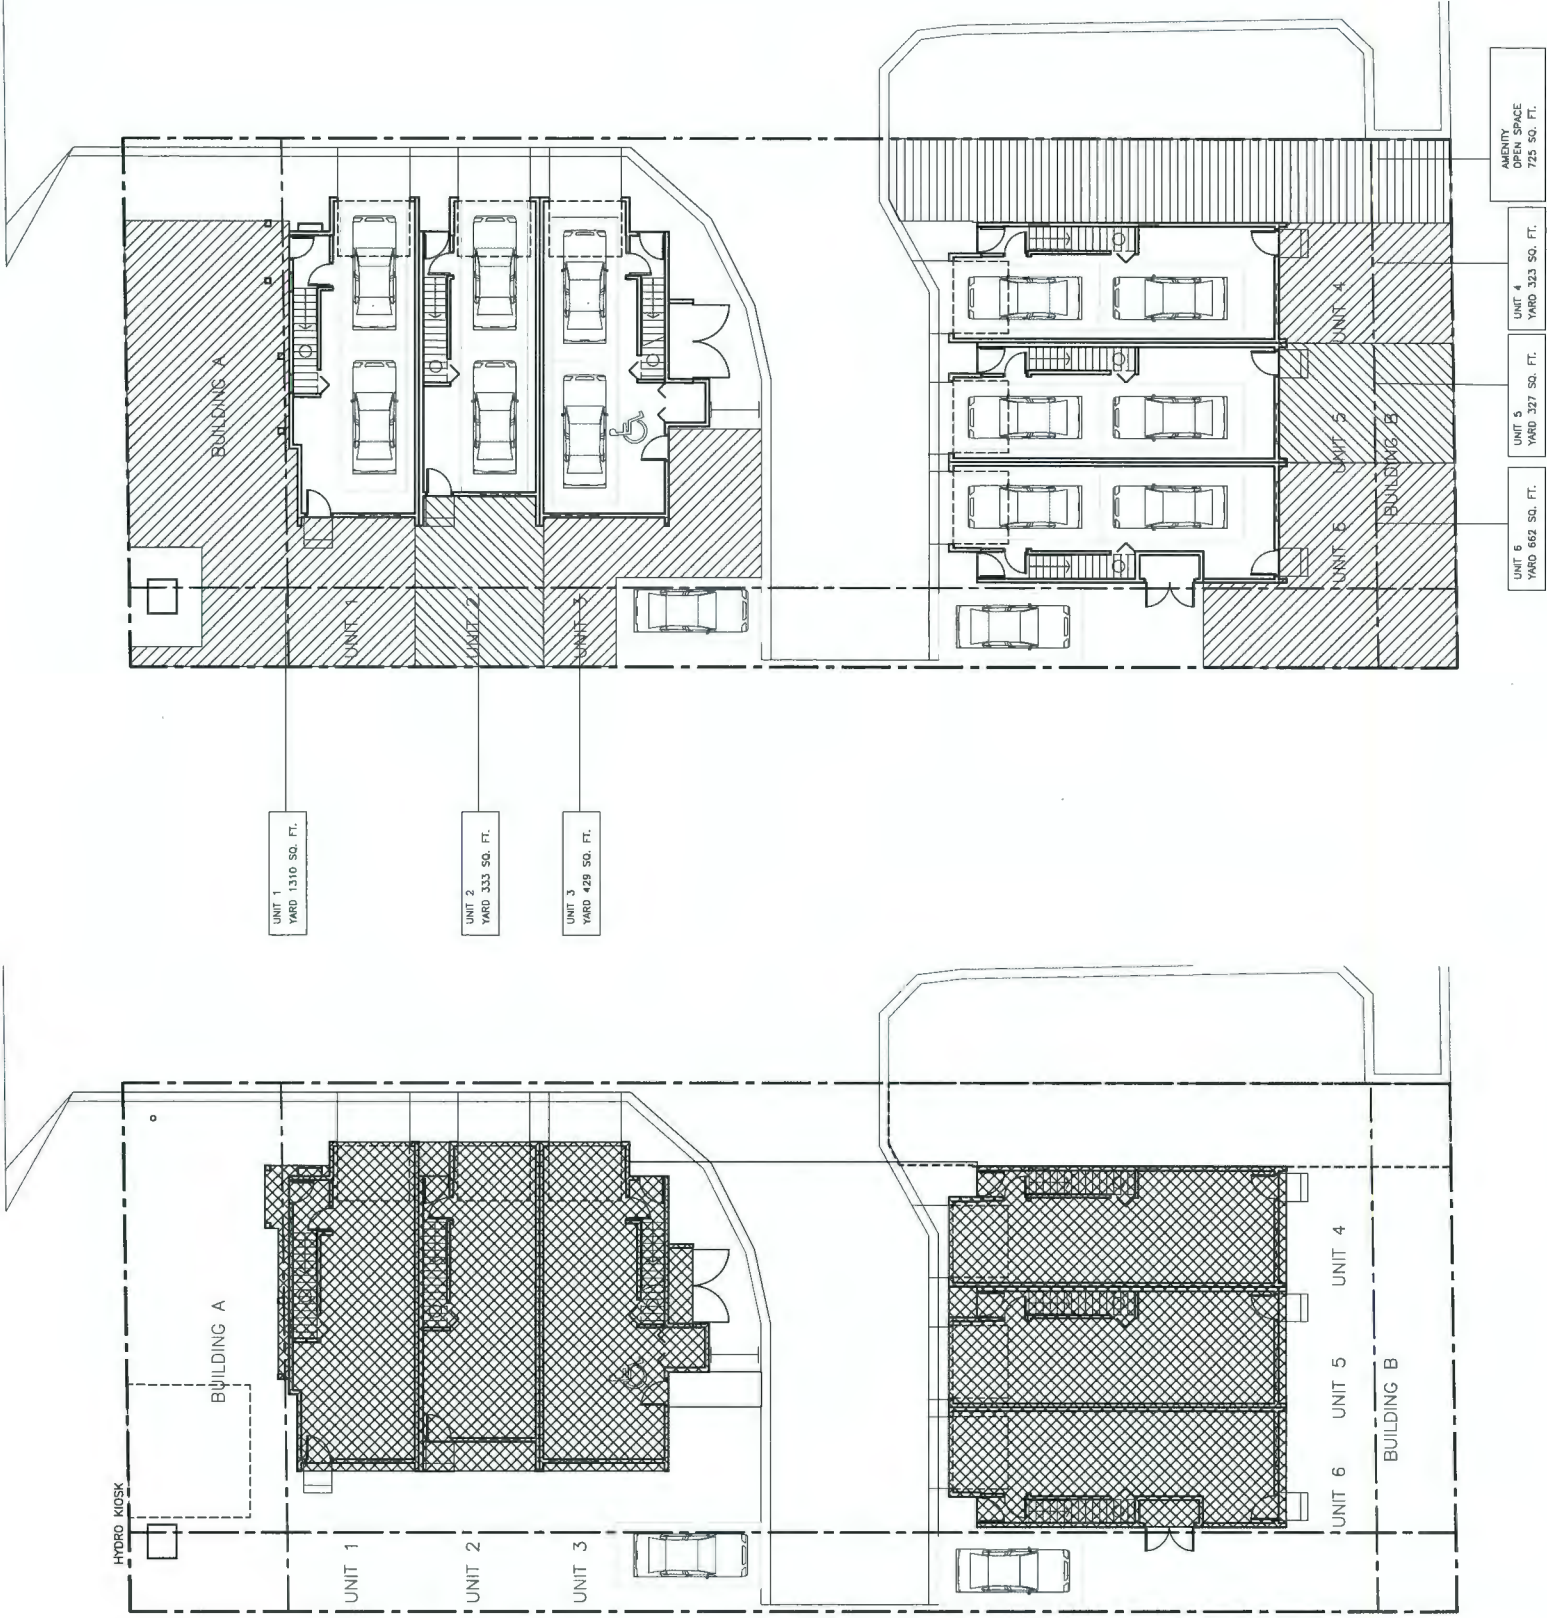 AMENITY
OPEN SPACE
725 SQ. FT.
UNIT 4
YARD 323 SQ. FT.
UNIT 5
YARD 327 SQ. FT.
UNIT 6
YARD 662 SQ. FT.
BUILDING A
UNIT 1
UNIT 2
UNIT 3
UNIT 4
UNIT 5
UNIT 6
BUILDING B
UNIT 1
YARD 1310 SQ. FT.
UNIT 2
YARD 333 SQ. FT.
UNIT 3
YARD 429 SQ. FT.
HYDRO KIOSK
BUILDING A
UNIT 1
UNIT 2
UNIT 3
UNIT 4
UNIT 5
UNIT 6
BUILDING B